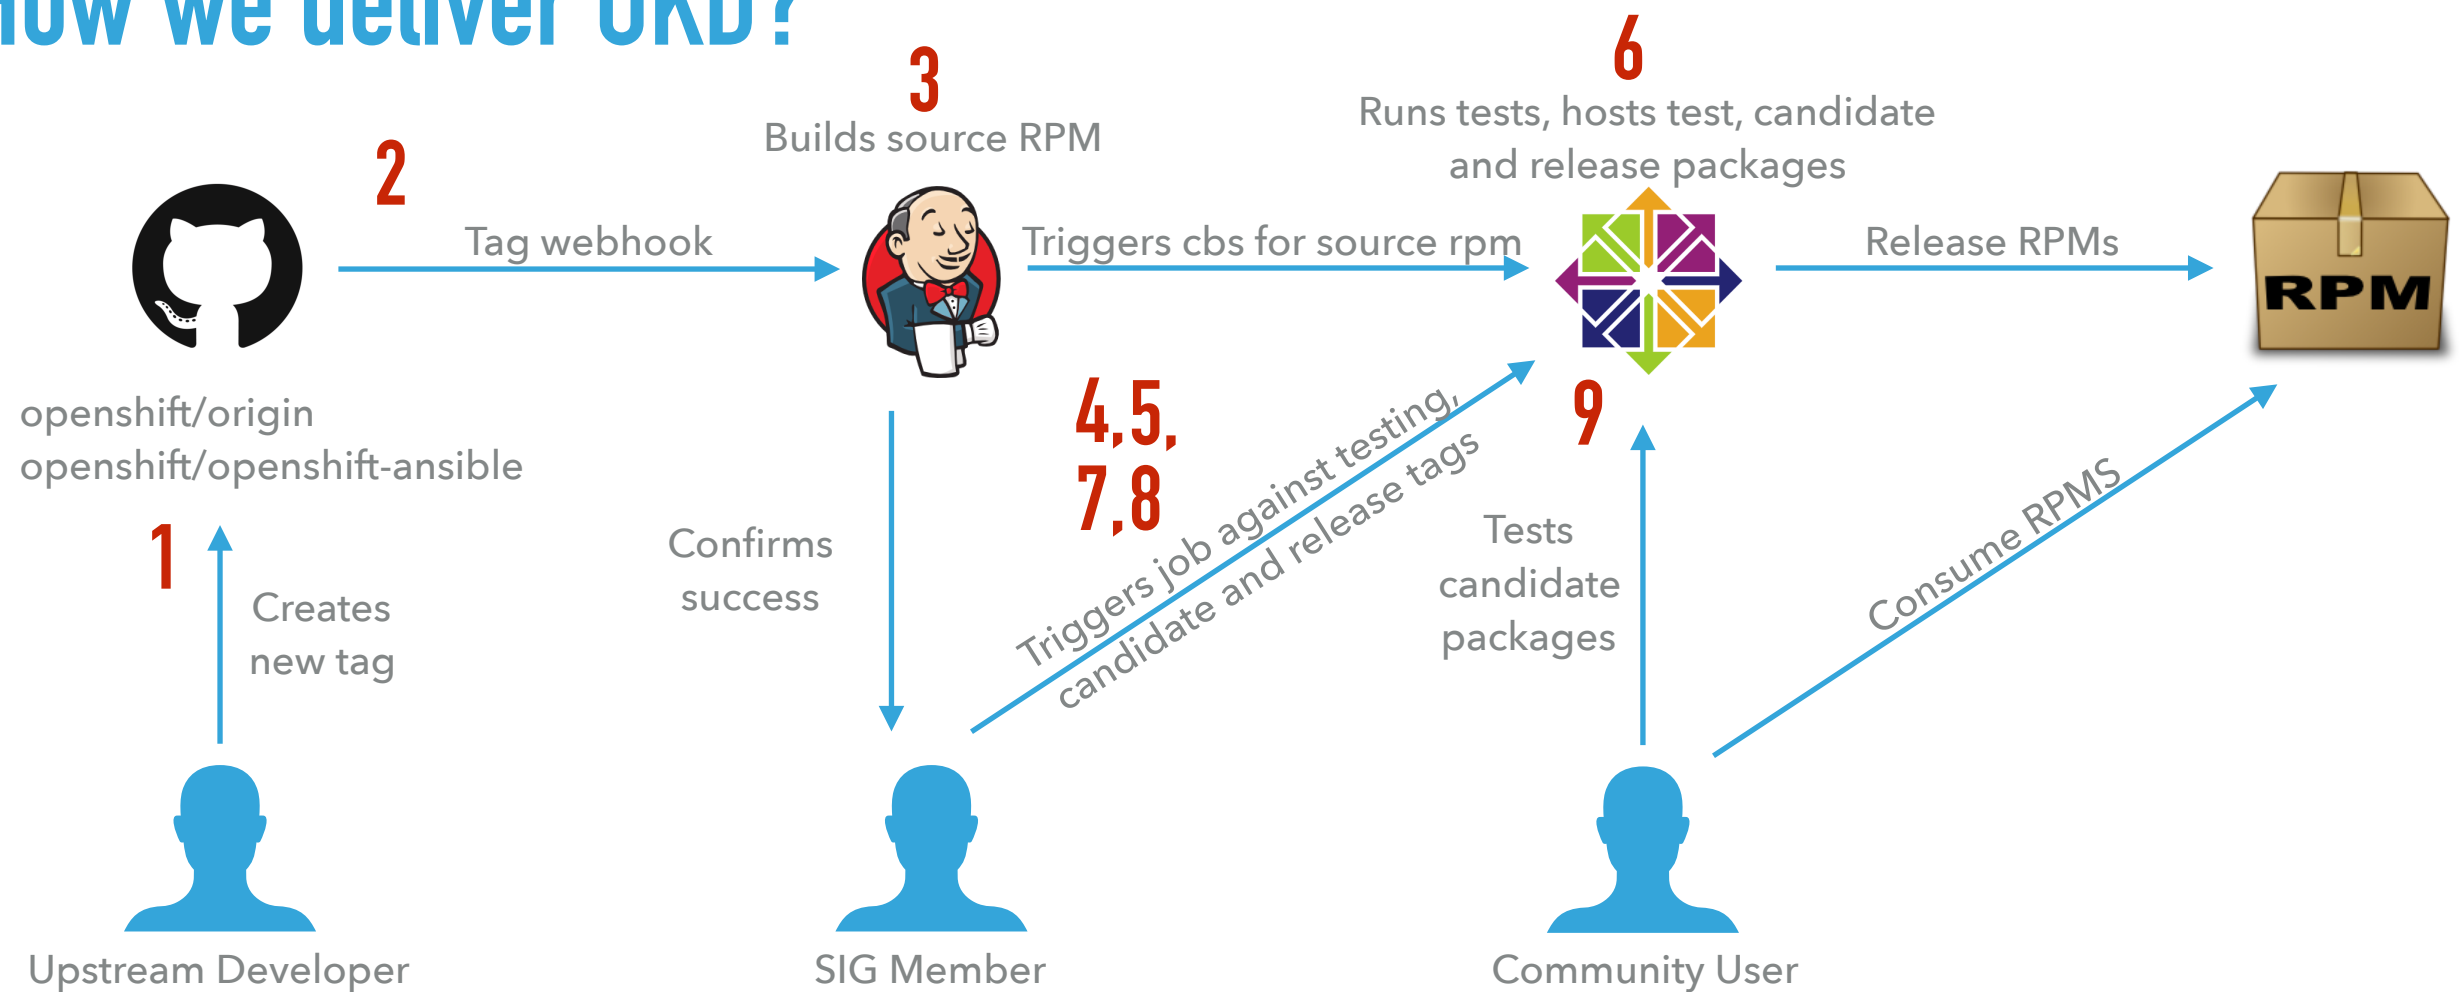 How we deliver OKD?
3
6
Builds source RPM
Runs tests, hosts test, candidate
and release packages
2
Tag webhook
Triggers cbs for source rpm
Release RPMs
RPM
openshift/origin
openshift/openshift-ansible
1
Creates
new tag
Confirms
success
4,5,
7,8
Triggers job against testing,
candidate and release tags
9
Tests
candidate
packages
Consume RPMS
Upstream Developer
SIG Member
Community User